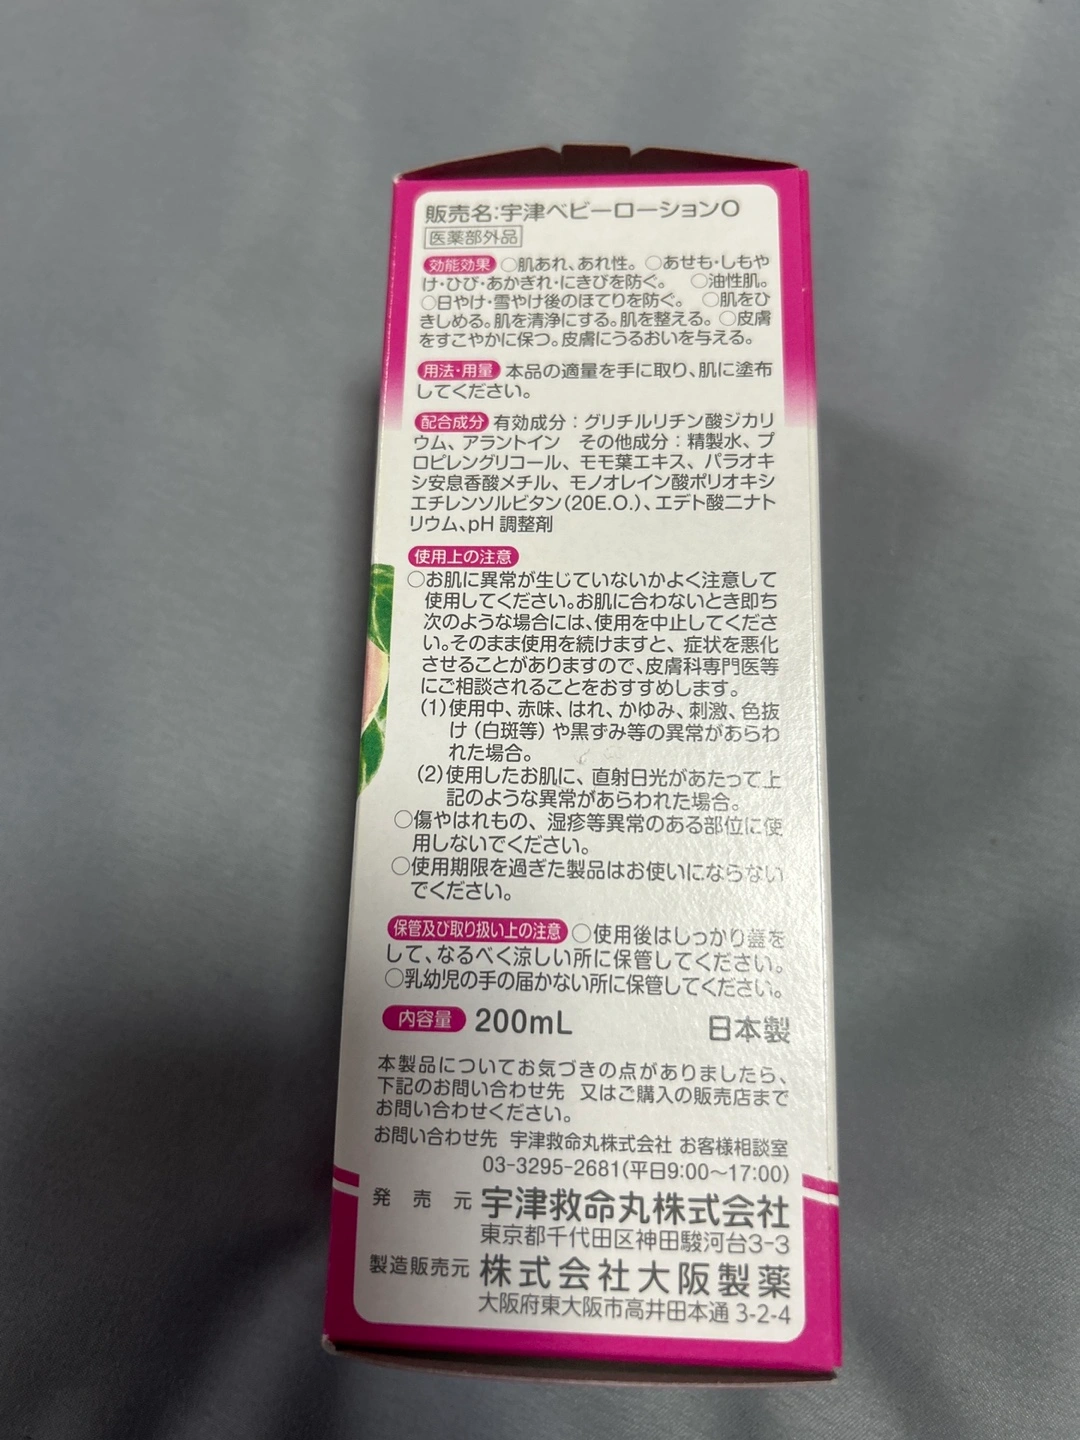 販売名:宇津ベビーローションO
医薬部外品
効能効果 ○肌あれ、あれ性。 ○あせも・しもや
け・ひび・あかぎれ・にきびを防ぐ。 ○油性肌。
○日やけ・雪やけ後のほてりを防ぐ。 ○肌をひ
きしめる。肌を清浄にする。肌を整える。○皮膚
をすこやかに保つ。皮膚にうるおいを与える。
用法・用量 本品の適量を手に取り、肌に塗布
してください。
配合成分 有効成分：グリチルリチン酸ジカリ
ウム、アラントイン その他成分：精製水、プ
ロピレングリコール、モモ葉エキス、パラオキ
シ安息香酸メチル、モノオレイン酸ポリオキシ
エチレンソルビタン(20E.O.)、エデト酸二ナト
リウム、pH 調整剤
使用上の注意
○お肌に異常が生じていないかよく注意して
使用してください。お肌に合わないとき即ち
次のような場合には、使用を中止してくださ
い。そのまま使用を続けますと、症状を悪化
させることがありますので、皮膚科専門医等
にご相談されることをおすすめします。
(1)使用中、赤味、はれ、かゆみ、刺激、色抜
け（白斑等）や黒ずみ等の異常があらわ
れた場合。
(2)使用したお肌に、直射日光があたって上
記のような異常があらわれた場合。
○傷やはれもの、湿疹等異常のある部位に使
用しないでください。
○使用期限を過ぎた製品はお使いにならない
でください。
保管及び取り扱い上の注意 ○使用後はしっかり蓋を
して、なるべく涼しい所に保管してください。
○乳幼児の手の届かない所に保管してください。
内容量 200mL 日本製
本製品についてお気づきの点がありましたら、
下記のお問い合わせ先 又はご購入の販売店まで
お問い合わせください。
お問い合わせ先 宇津救命丸株式会社 お客様相談室
03-3295-2681(平日9:00～17:00)
発売元 宇津救命丸株式会社
東京都千代田区神田駿河台3-3
製造販売元 株式会社大阪製薬
大阪府東大阪市高井田本通 3-2-4